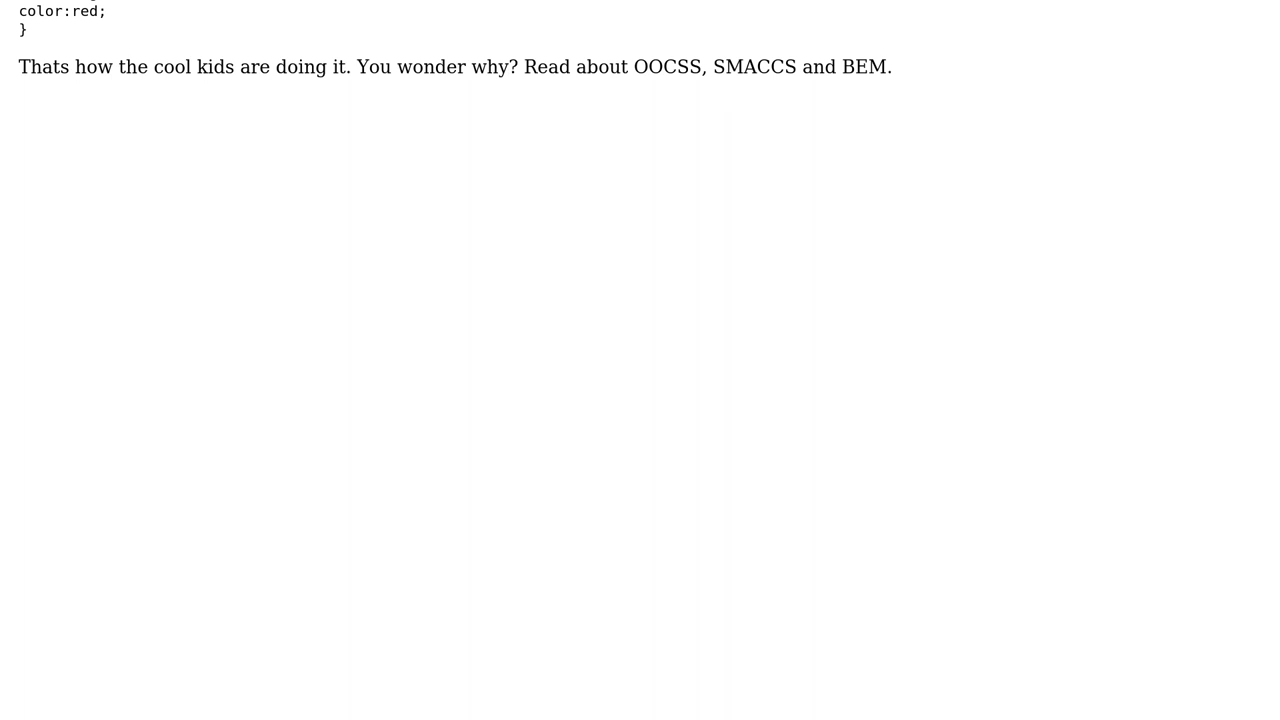 color:red;
}
Thats how the cool kids are doing it. You wonder why? Read about OOCSS, SMACCS and BEM.